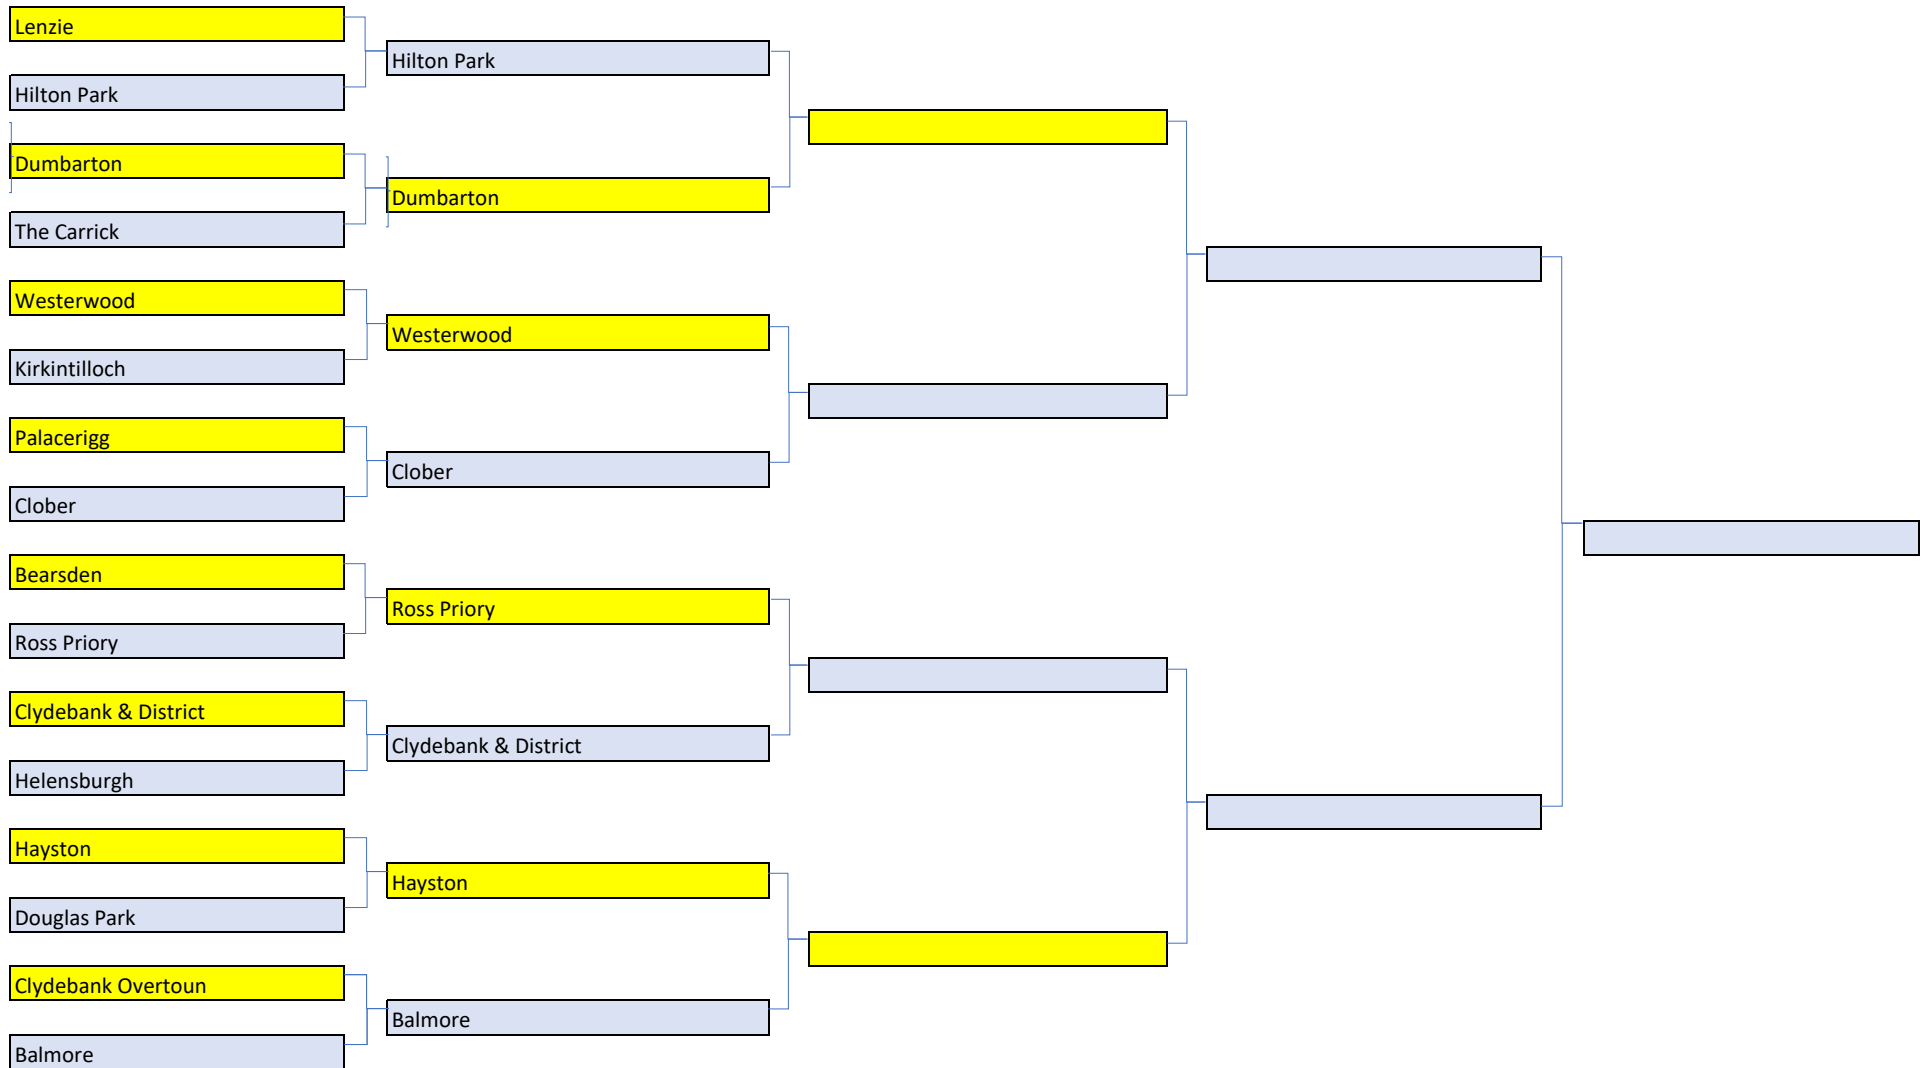 Lenzie
Hilton Park
Dumbarton
The Carrick
Westerwood
Kirkintilloch
Palacerigg
Clober
Bearsden
Ross Priory
Clydebank & District
Helensburgh
Hayston
Douglas Park
Clydebank Overtoun
Balmore
Hilton Park
Dumbarton
Westerwood
Clober
Ross Priory
Clydebank & District
Hayston
Balmore